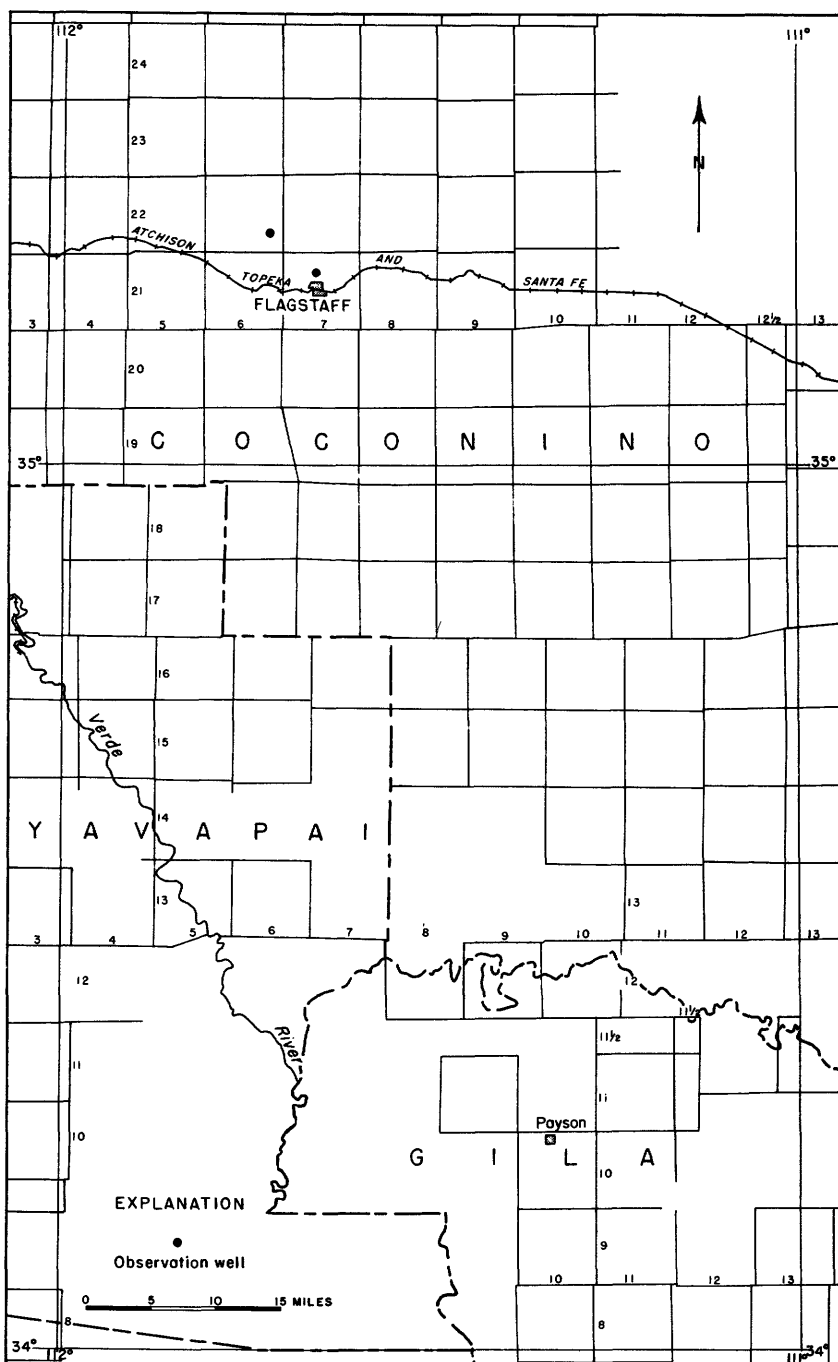 112°
111°
24
23
N
22
ATCHISON
TOPEKA
AND
SANTA FE
21
FLAGSTAFF
3 4 5 6 7 8 9 10 11 12 12½ 13
20
19
COCONINO
35°
35°
18
17
16
Verde
15
14
YAVAPAI
13
13
3 4 5 6 7 8 9 10 11 12 13
12
12
11½
River
11½
11
11
Payson
10
GILA
10
EXPLANATION
Observation well
9
10 11 12 13
0 5 10 15 MILES
8
8
34°
34°
112°
111°